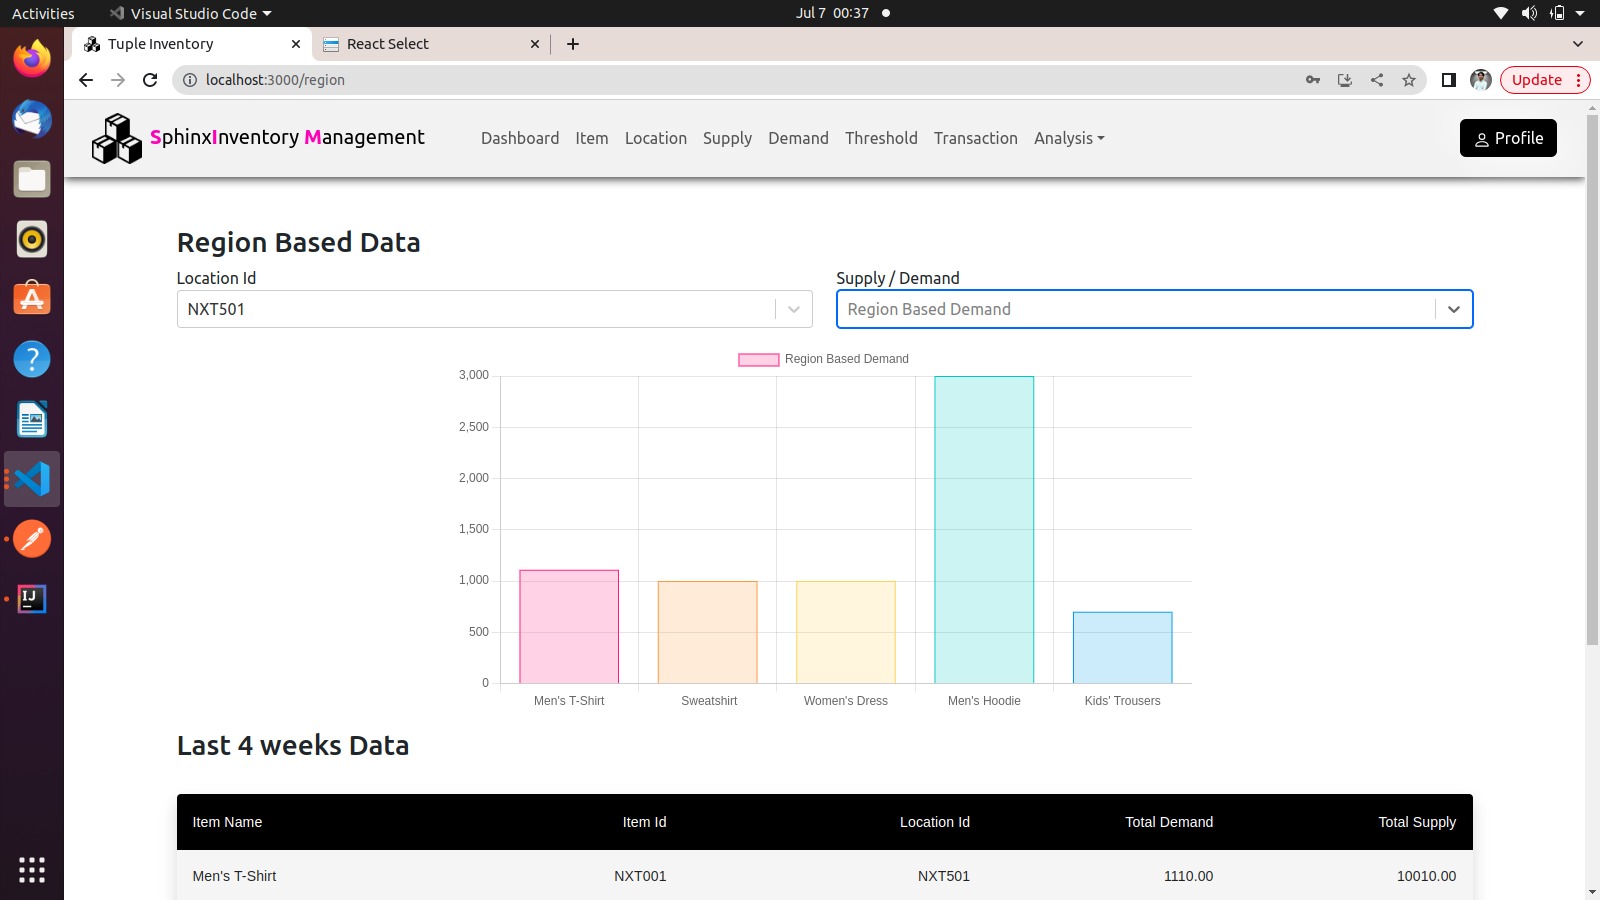 Activities Visual Studio Code Jul 7 00:37
Tuple Inventory React Select
localhost:3000/region Update
SphinxInventory Management Dashboard Item Location Supply Demand Threshold Transaction Analysis Profile
Region Based Data
Location Id Supply / Demand
NXT501 Region Based Demand
Region Based Demand
3,000
2,500
2,000
1,500
1,000
500
0
Men's T-Shirt Sweatshirt Women's Dress Men's Hoodie Kids' Trousers
Last 4 weeks Data
Item Name Item Id Location Id Total Demand Total Supply
Men's T-Shirt NXT001 NXT501 1110.00 10010.00